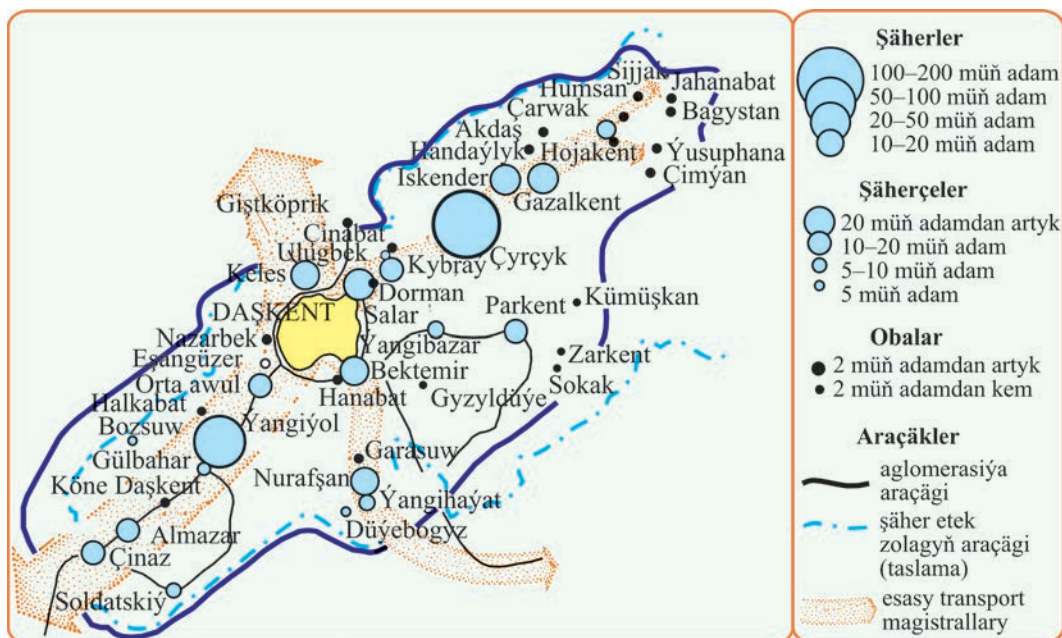 Sijjak
Humsan
Jahanabat
Çarwak
Bagystan
Akdaş
Handaýlyk
Hojakent
Ýusuphana
Iskender
Cimýan
Gazalkent
Giştköprik
Cinabat
Ulugbek
Keles
Kybraý
Çyrçyk
Dorman
DAŞKENT
Salar
Parkent
Kümüşkan
Nazarbek
Yangibazar
Eşangüzer
Bektemir
Zarkent
Orta awul
Hanabat
Sokak
Halkabat
Gyzyldüýe
Bozsuw
Ýangiýol
Gülbahar
Garasuw
Köne Daşkent
Nurafşan
Ýangihaýat
Almazar
Düýebogyz
Çinaz
Soldatskiý
Şäherler
100–200 müň adam
50–100 müň adam
20–50 müň adam
10–20 müň adam
Şäherçeler
20 müň adamdan artyk
10–20 müň adam
5–10 müň adam
5 müň adam
Obalar
2 müň adamdan artyk
2 müň adamdan kem
Araçäkler
aglomerasiýa
araçägi
şäher etek
zolagyň araçägi
(taslama)
esasy transport
magistrallary